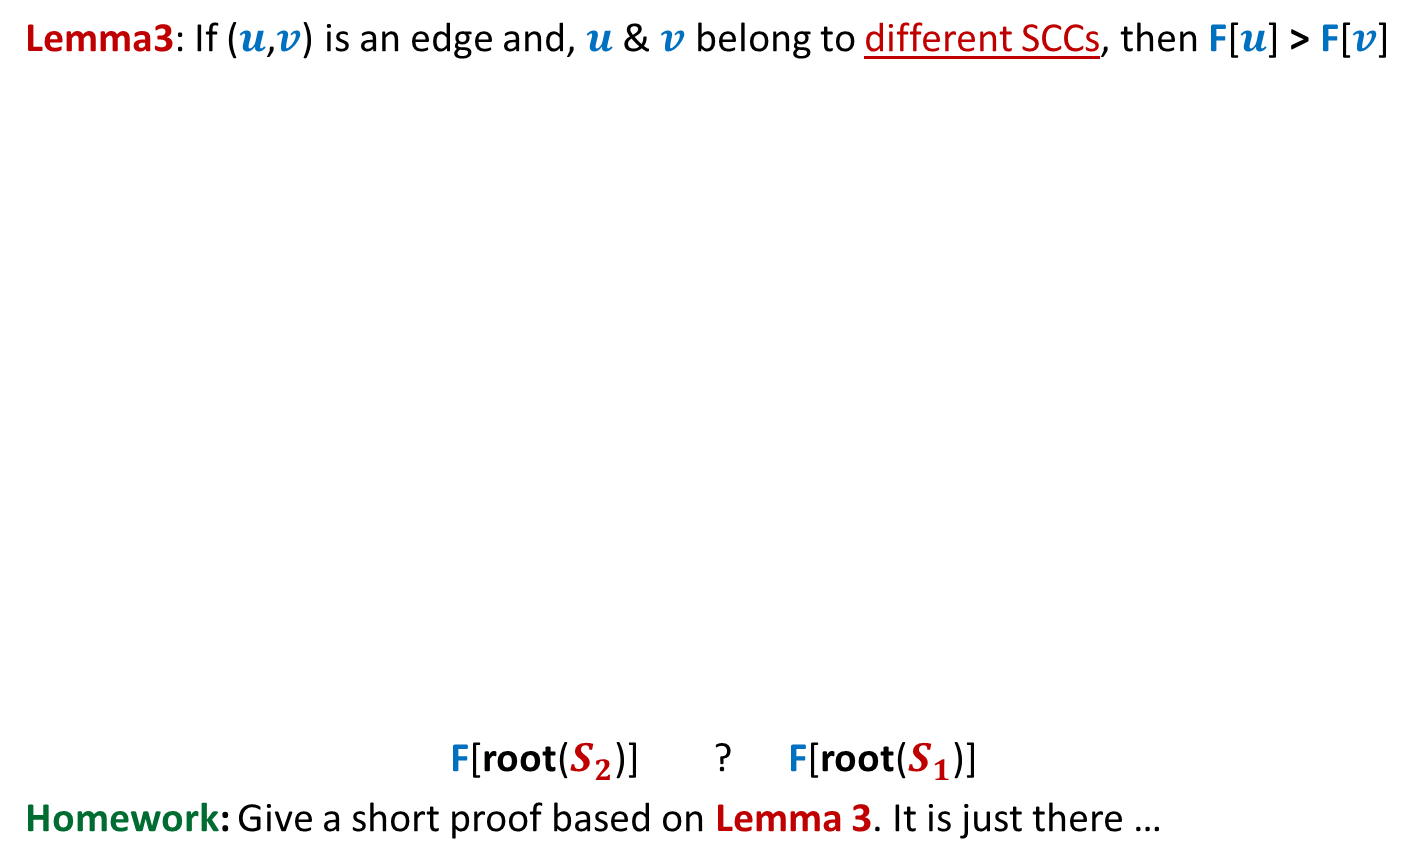 Lemma3: If (u,v) is an edge and, u & v belong to different SCCs, then F[u] > F[v]
F[root(S₂)] ? F[root(S₁)]
Homework: Give a short proof based on Lemma 3. It is just there …